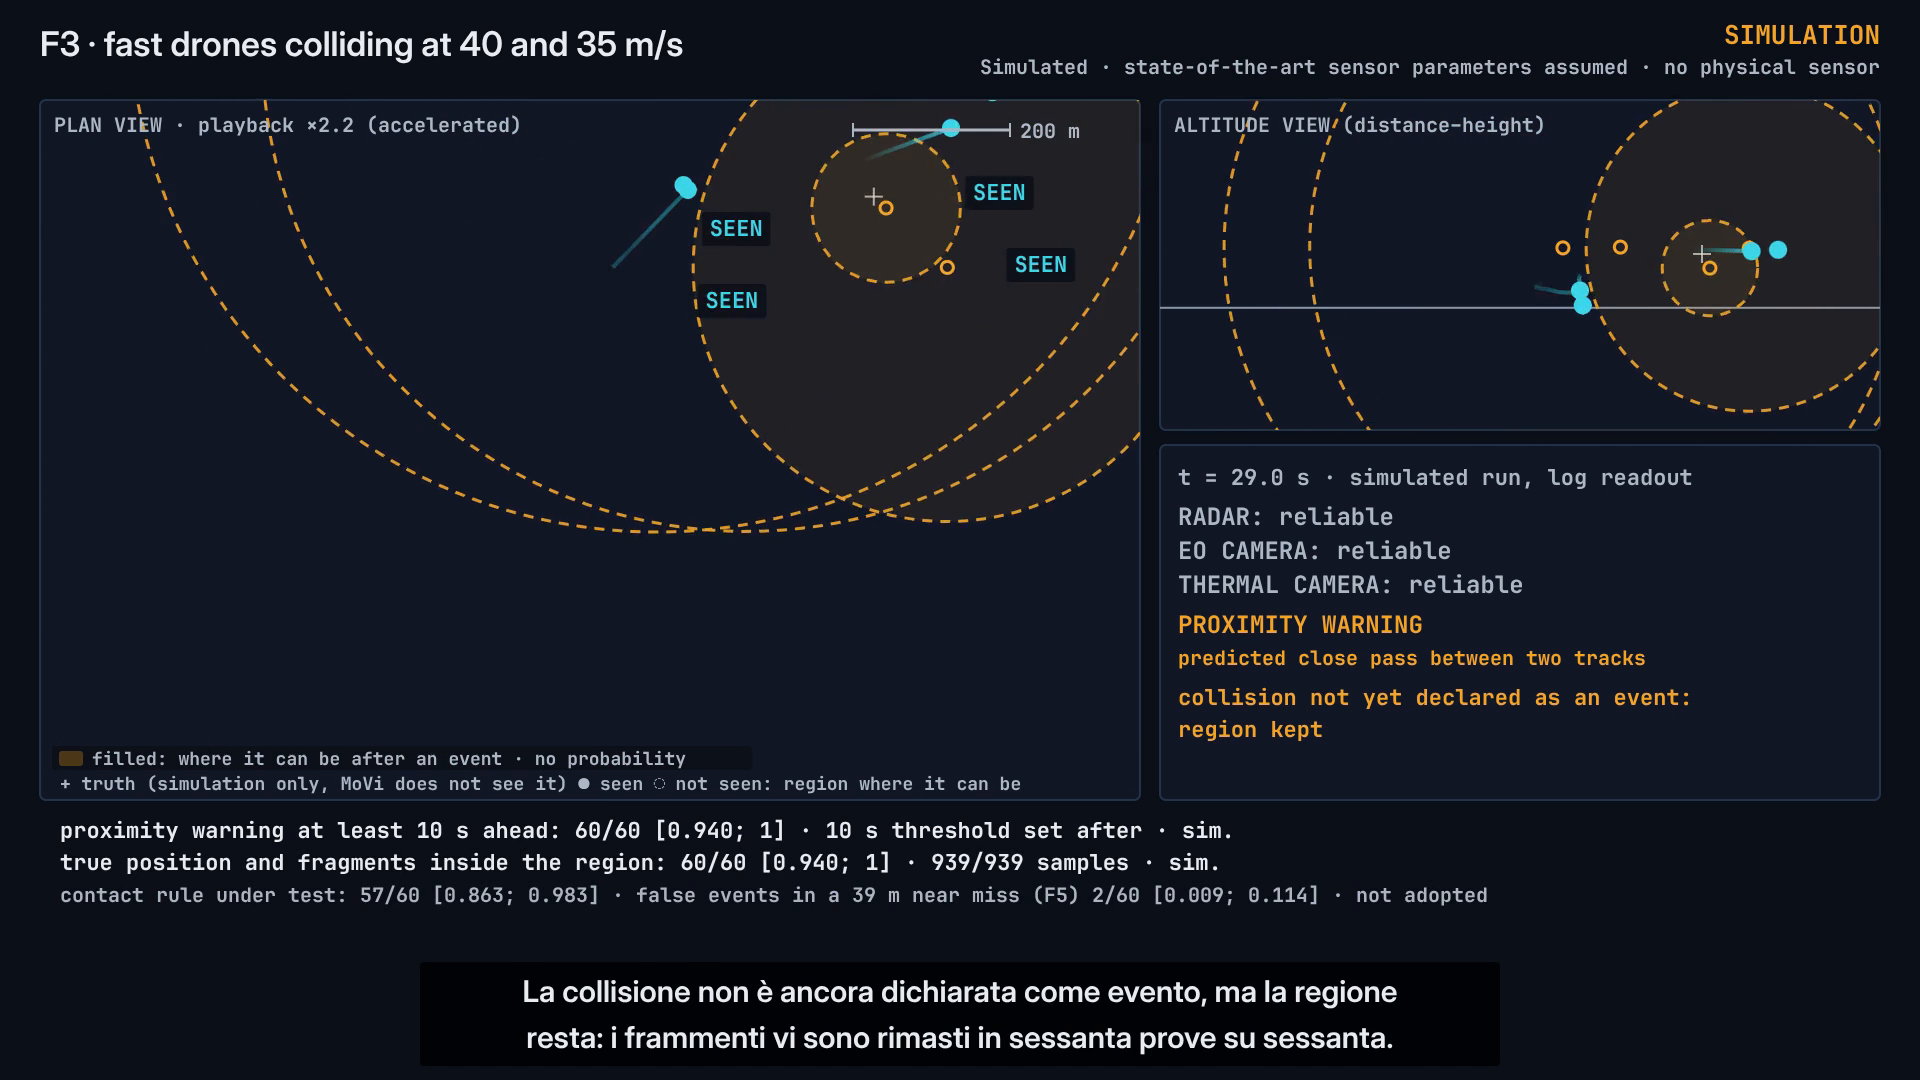 F3 · fast drones colliding at 40 and 35 m/s
SIMULATION
Simulated · state-of-the-art sensor parameters assumed · no physical sensor
PLAN VIEW · playback ×2.2 (accelerated)
200 m
SEEN
SEEN
SEEN
SEEN
filled: where it can be after an event · no probability
+ truth (simulation only, MoVi does not see it) ● seen ◌ not seen: region where it can be
ALTITUDE VIEW (distance-height)
t = 29.0 s · simulated run, log readout
RADAR: reliable
EO CAMERA: reliable
THERMAL CAMERA: reliable
PROXIMITY WARNING
predicted close pass between two tracks
collision not yet declared as an event:
region kept
proximity warning at least 10 s ahead: 60/60 [0.940; 1] · 10 s threshold set after · sim.
true position and fragments inside the region: 60/60 [0.940; 1] · 939/939 samples · sim.
contact rule under test: 57/60 [0.863; 0.983] · false events in a 39 m near miss (F5) 2/60 [0.009; 0.114] · not adopted
La collisione non è ancora dichiarata come evento, ma la regione
resta: i frammenti vi sono rimasti in sessanta prove su sessanta.